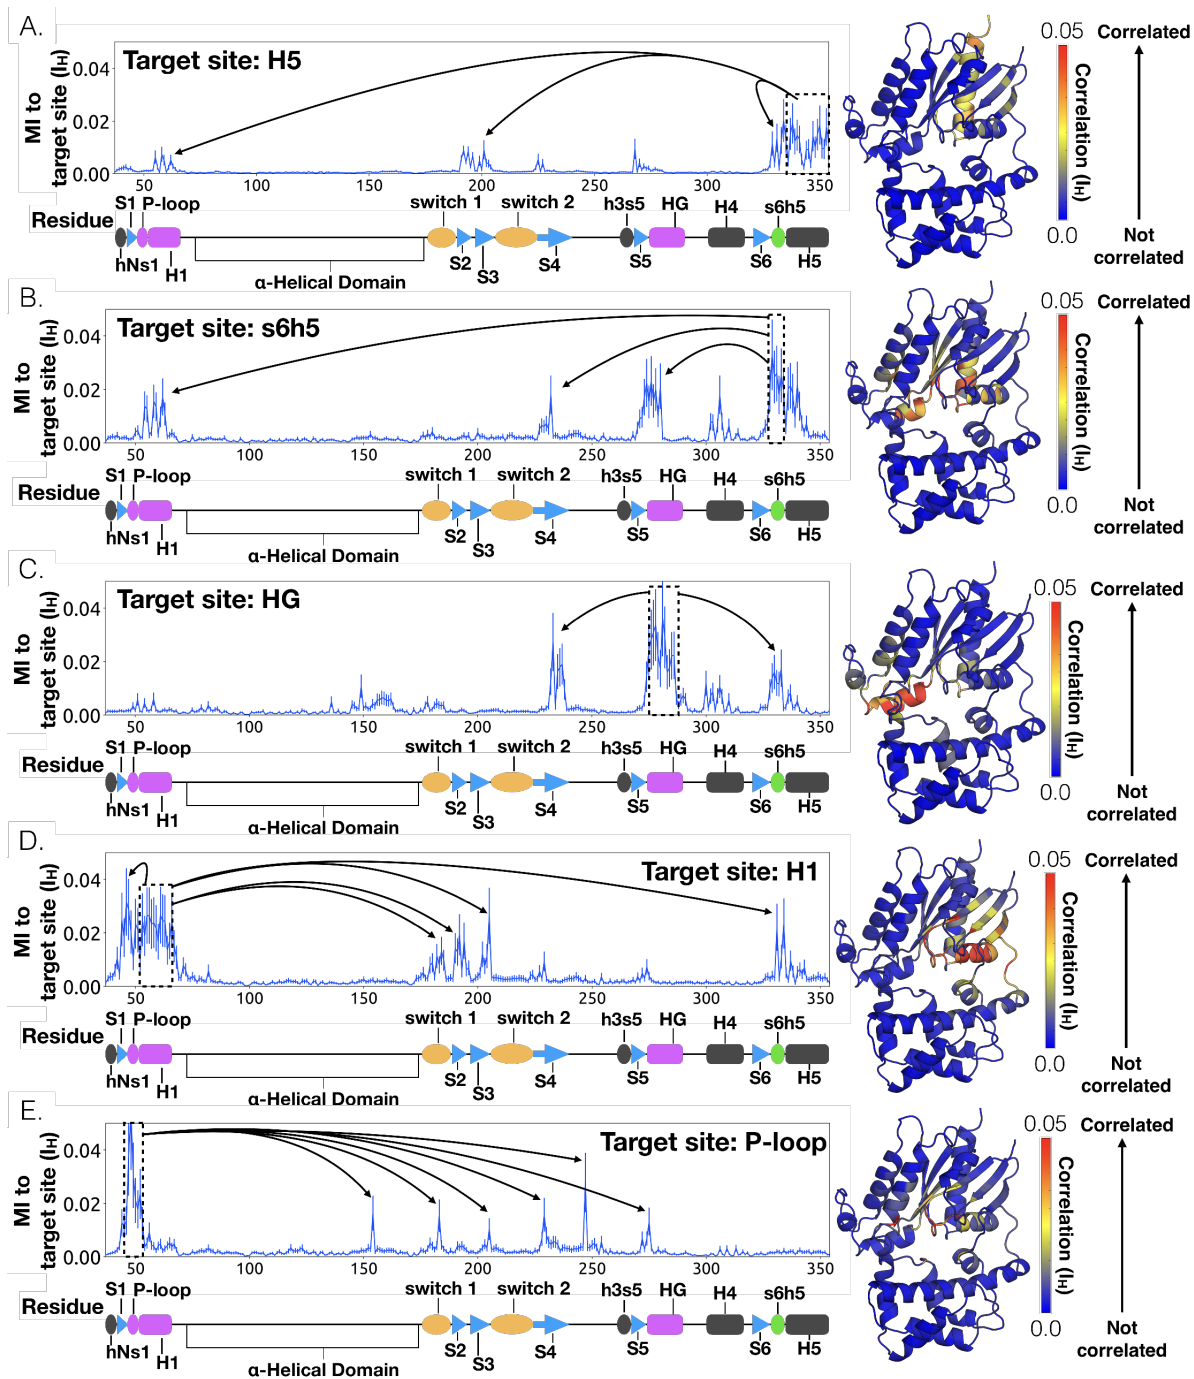 A.
Target site: H5
MI to
target site (I_H)
0.04
0.02
0.00
50
100
150
200
250
300
350
0.05
Correlated
Correlation (I_H)
0.0
Not
correlated
Residue
S1
P-loop
switch 1
switch 2
h3s5
HG
H4
s6h5
hNs1
H1
α-Helical Domain
S2
S3
S4
S5
S6
H5
B.
Target site: s6h5
MI to
target site (I_H)
0.04
0.02
0.00
50
100
150
200
250
300
350
0.05
Correlated
Correlation (I_H)
0.0
Not
correlated
Residue
S1
P-loop
switch 1
switch 2
h3s5
HG
H4
s6h5
hNs1
H1
α-Helical Domain
S2
S3
S4
S5
S6
H5
C.
Target site: HG
MI to
target site (I_H)
0.04
0.02
0.00
50
100
150
200
250
300
350
0.05
Correlated
Correlation (I_H)
0.0
Not
correlated
Residue
S1
P-loop
switch 1
switch 2
h3s5
HG
H4
s6h5
hNs1
H1
α-Helical Domain
S2
S3
S4
S5
S6
H5
D.
Target site: H1
MI to
target site (I_H)
0.04
0.02
0.00
50
100
150
200
250
300
350
0.05
Correlated
Correlation (I_H)
0.0
Not
correlated
Residue
S1
P-loop
switch 1
switch 2
h3s5
HG
H4
s6h5
hNs1
H1
α-Helical Domain
S2
S3
S4
S5
S6
H5
E.
Target site: P-loop
MI to
target site (I_H)
0.04
0.02
0.00
50
100
150
200
250
300
350
0.05
Correlated
Correlation (I_H)
0.0
Not
correlated
Residue
S1
P-loop
switch 1
switch 2
h3s5
HG
H4
s6h5
hNs1
H1
α-Helical Domain
S2
S3
S4
S5
S6
H5